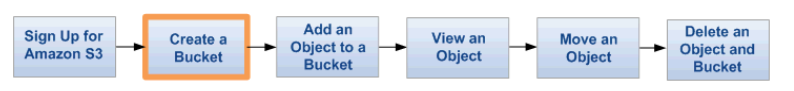 Sign Up for
Amazon S3
Create a
Bucket
Add an
Object to a
Bucket
View an
Object
Move an
Object
Delete an
Object and
Bucket